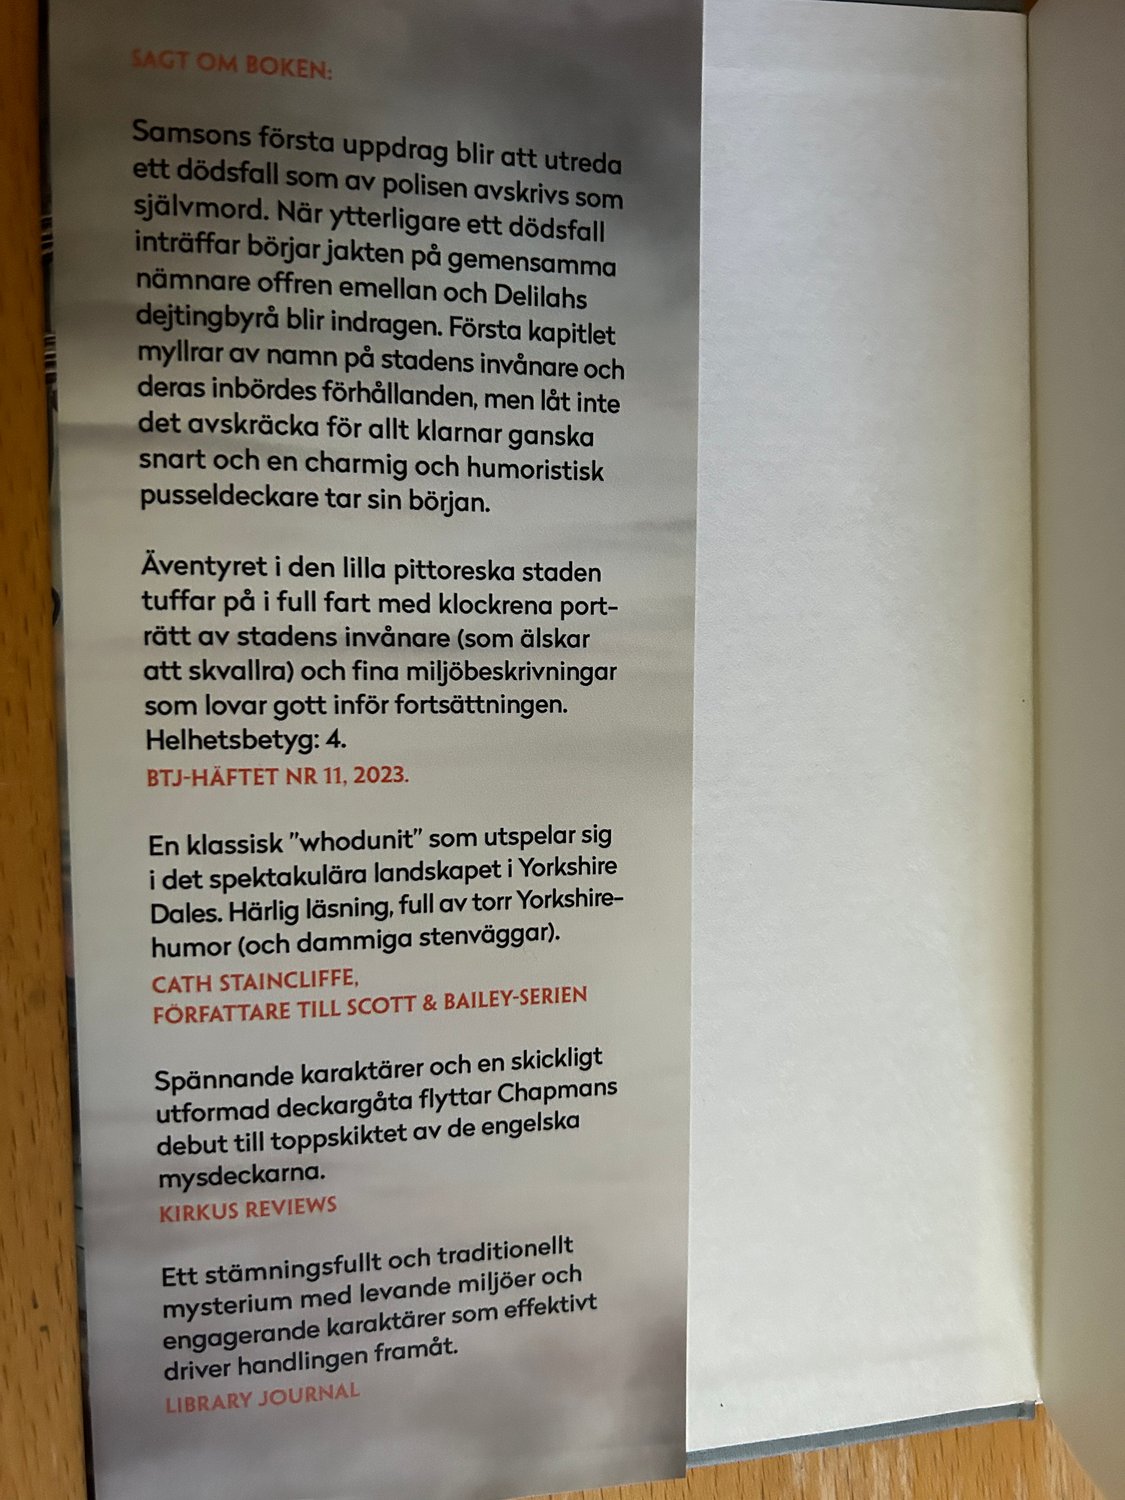 SAGT OM BOKEN:
Samsons första uppdrag blir att utreda
ett dödsfall som av polisen avskrivs som
självmord. När ytterligare ett dödsfall
inträffar börjar jakten på gemensamma
nämnare offren emellan och Delilahs
dejtingbyrå blir indragen. Första kapitlet
myllrar av namn på stadens invånare och
deras inbördes förhållanden, men låt inte
det avskräcka för allt klarnar ganska
snart och en charmig och humoristisk
pusseldeckare tar sin början.
Äventyret i den lilla pittoreska staden
tuffar på i full fart med klockrena port-
rätt av stadens invånare (som älskar
att skvallra) och fina miljöbeskrivningar
som lovar gott inför fortsättningen.
Helhetsbetyg: 4.
BTJ-HÄFTET NR 11, 2023.
En klassisk ”whodunit” som utspelar sig
i det spektakulära landskapet i Yorkshire
Dales. Härlig läsning, full av torr Yorkshire-
humor (och dammiga stenväggar).
CATH STAINCLIFFE,
FÖRFATTARE TILL SCOTT & BAILEY-SERIEN
Spännande karaktärer och en skickligt
utformad deckargåta flyttar Chapmans
debut till toppskiktet av de engelska
mysdeckarna.
KIRKUS REVIEWS
Ett stämningsfullt och traditionellt
mysterium med levande miljöer och
engagerande karaktärer som effektivt
driver handlingen framåt.
LIBRARY JOURNAL